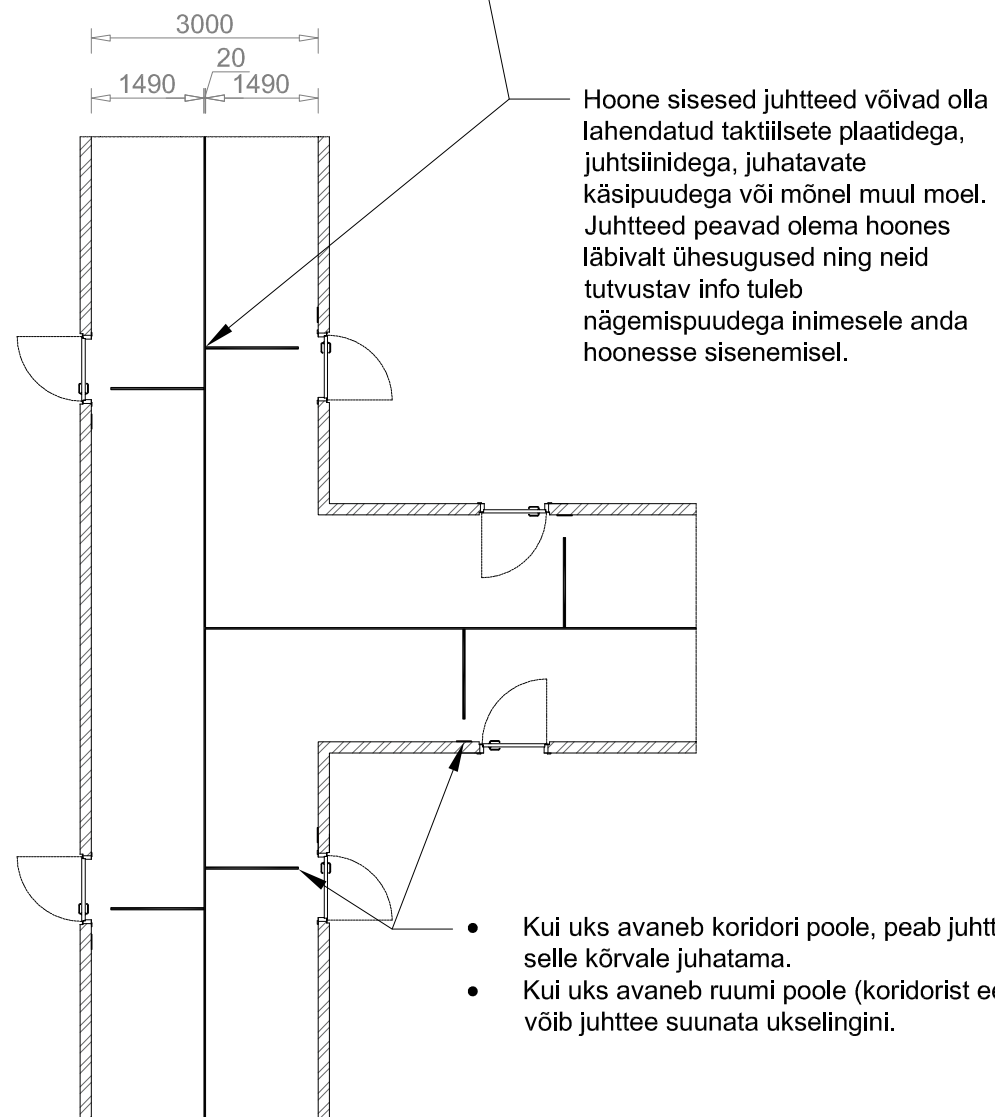 3000
20
1490 1490
Hoone sisesed juhtteed võivad olla
lahendatud taktiilsete plaatidega,
juhtsiinidega, juhatavate
käsipuudega või mõnel muul moel.
Juhtteed peavad olema hoones
läbivalt ühesugused ning neid
tutvustav info tuleb
nägemispuudega inimesele anda
hoonesse sisenemisel.
• Kui uks avaneb koridori poole, peab
selle kõrvale juhatama.
• Kui uks avaneb ruumi poole (koridorist
võib juhttee suunata ukselingini.